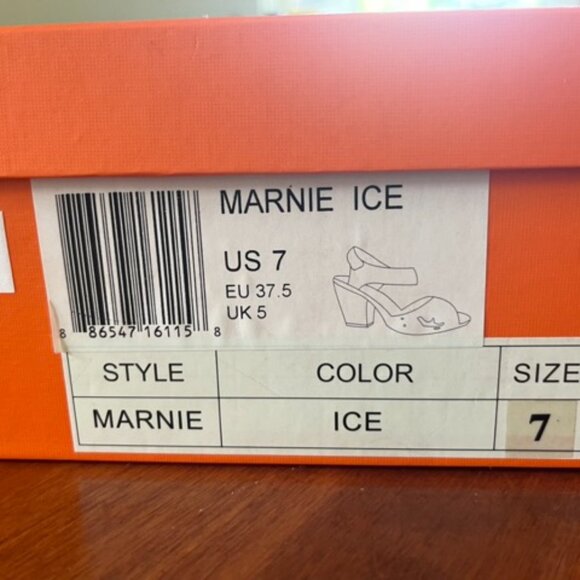 MARNIE ICE
US 7
EU 37.5
UK 5
8 86547 16115 8
STYLE COLOR SIZE
MARNIE ICE 7